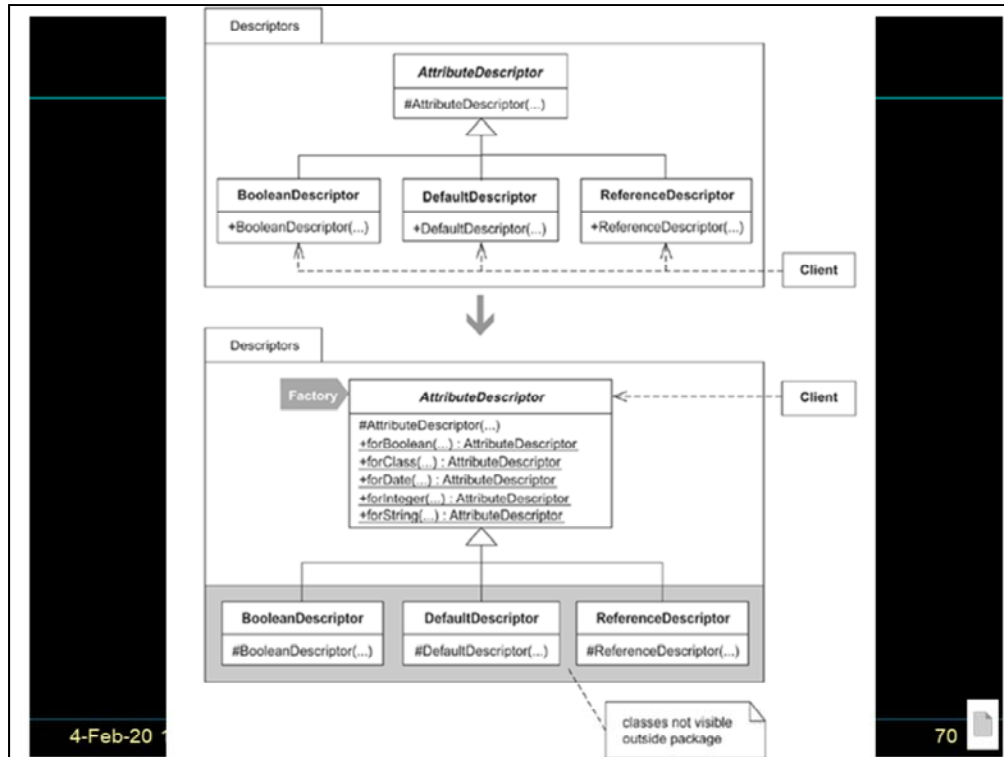 Descriptors
AttributeDescriptor
#AttributeDescriptor(...)
BooleanDescriptor
+BooleanDescriptor(...)
DefaultDescriptor
+DefaultDescriptor(...)
ReferenceDescriptor
+ReferenceDescriptor(...)
Client
Descriptors
Factory
AttributeDescriptor
#AttributeDescriptor(...)
+forBoolean(...) : AttributeDescriptor
+forClass(...) : AttributeDescriptor
+forDate(...) : AttributeDescriptor
+forInteger(...) : AttributeDescriptor
+forString(...) : AttributeDescriptor
Client
BooleanDescriptor
#BooleanDescriptor(...)
DefaultDescriptor
#DefaultDescriptor(...)
ReferenceDescriptor
#ReferenceDescriptor(...)
classes not visible
outside package
4-Feb-20
70